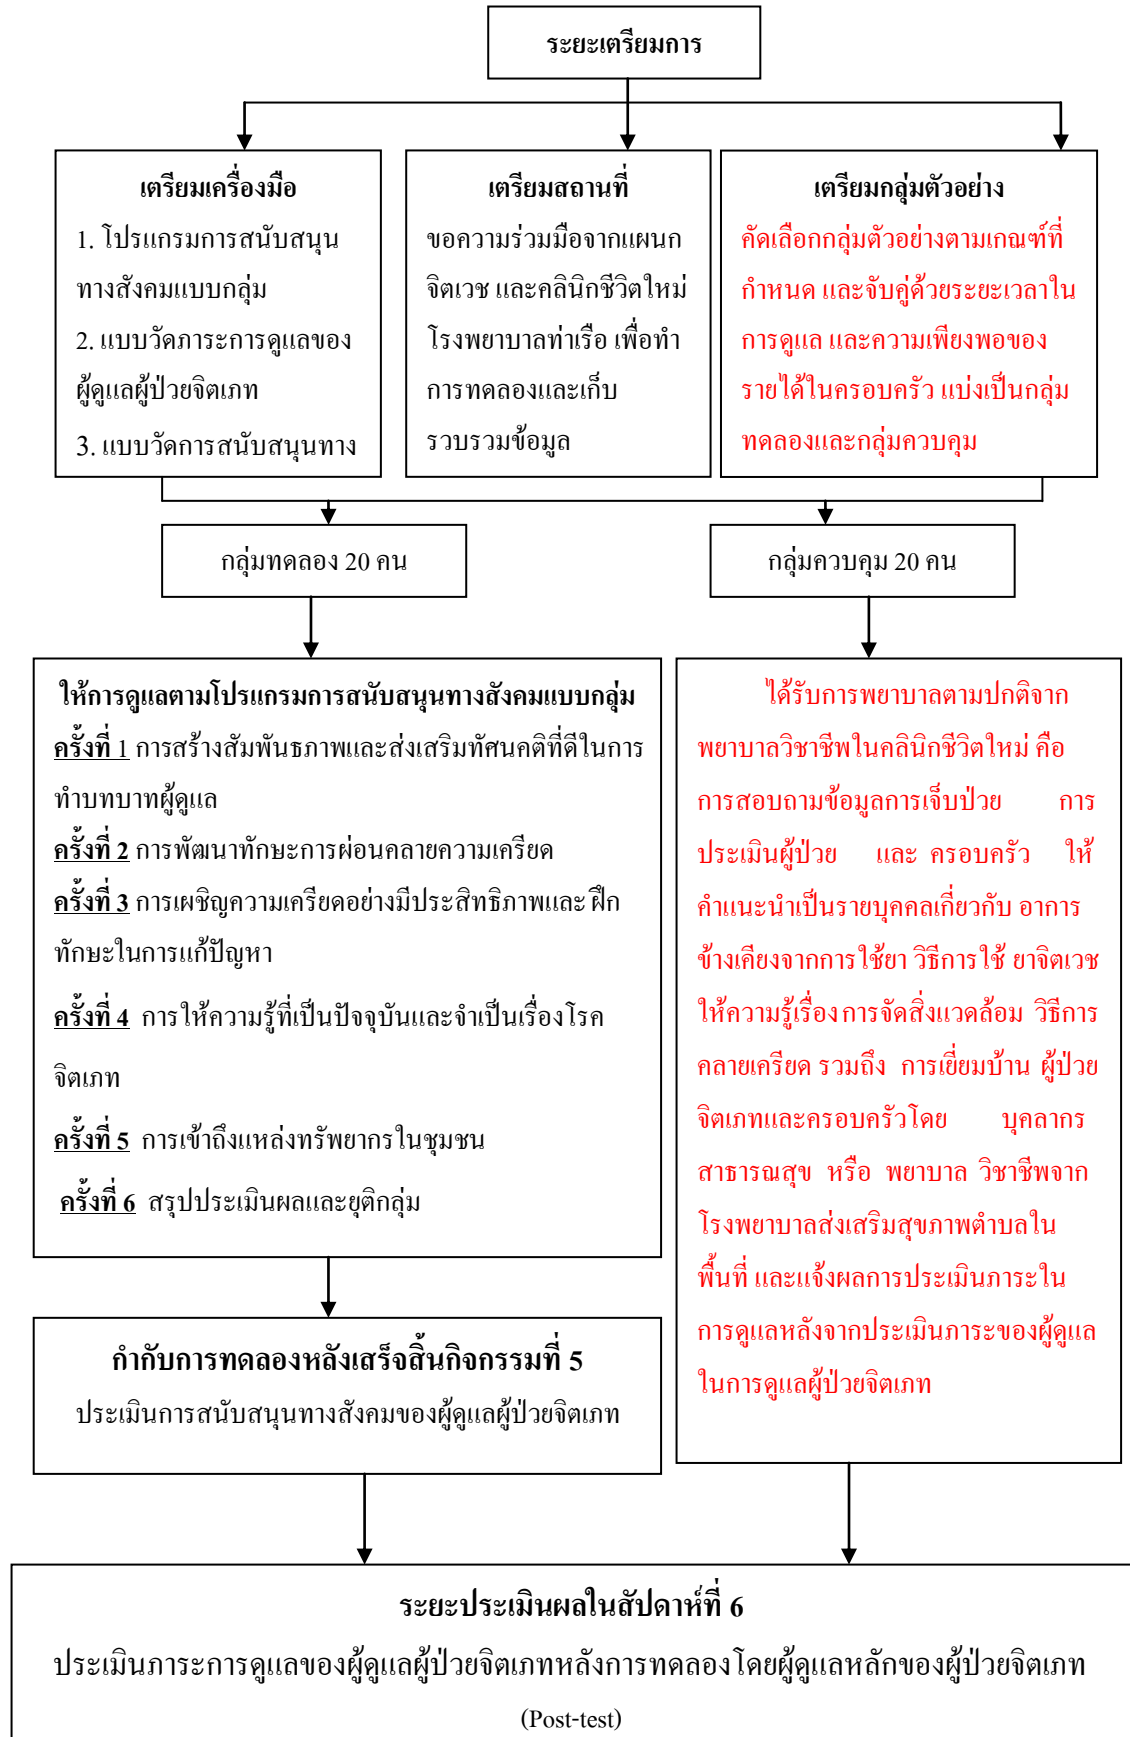 ระยะเตรียมการ
เตรียมเครื่องมือ
1. โปรแกรมการสนับสนุน
ทางสังคมแบบกลุ่ม
2. แบบวัดภาระการดูแลของ
ผู้ดูแลผู้ป่วยจิตเภท
3. แบบวัดการสนับสนุนทาง
เตรียมสถานที่
ขอความร่วมมือจากแผนก
จิตเวช และคลินิกชีวิตใหม่
โรงพยาบาลท่าเรือ เพื่อทำ
การทดลองและเก็บ
รวบรวมข้อมูล
เตรียมกลุ่มตัวอย่าง
คัดเลือกกลุ่มตัวอย่างตามเกณฑ์ที่
กำหนด และจับคู่ด้วยระยะเวลาใน
การดูแล และความเพียงพอของ
รายได้ในครอบครัว แบ่งเป็นกลุ่ม
ทดลองและกลุ่มควบคุม
กลุ่มทดลอง 20 คน
กลุ่มควบคุม 20 คน
ให้การดูแลตามโปรแกรมการสนับสนุนทางสังคมแบบกลุ่ม
ครั้งที่ 1 การสร้างสัมพันธภาพและส่งเสริมทัศนคติที่ดีในการ
ทำบทบาทผู้ดูแล
ครั้งที่ 2 การพัฒนาทักษะการผ่อนคลายความเครียด
ครั้งที่ 3 การเผชิญความเครียดอย่างมีประสิทธิภาพและ ฝึก
ทักษะในการแก้ปัญหา
ครั้งที่ 4 การให้ความรู้ที่เป็นปัจจุบันและจำเป็นเรื่องโรค
จิตเภท
ครั้งที่ 5 การเข้าถึงแหล่งทรัพยากรในชุมชน
ครั้งที่ 6 สรุปประเมินผลและยุติกลุ่ม
ได้รับการพยาบาลตามปกติจาก
พยาบาลวิชาชีพในคลินิกชีวิตใหม่ คือ
การสอบถามข้อมูลการเจ็บป่วย การ
ประเมินผู้ป่วย และ ครอบครัว ให้
คำแนะนำเป็นรายบุคคลเกี่ยวกับ อาการ
ข้างเคียงจากการใช้ยา วิธีการใช้ ยาจิตเวช
ให้ความรู้เรื่อง การจัดสิ่งแวดล้อม วิธีการ
คลายเครียด รวมถึง การเยี่ยมบ้าน ผู้ป่วย
จิตเภทและครอบครัวโดย บุคลากร
สาธารณสุข หรือ พยาบาล วิชาชีพจาก
โรงพยาบาลส่งเสริมสุขภาพตำบลใน
พื้นที่ และแจ้งผลการประเมินภาระใน
การดูแลหลังจากประเมินภาระของผู้ดูแล
ในการดูแลผู้ป่วยจิตเภท
กำกับการทดลองหลังเสร็จสิ้นกิจกรรมที่ 5
ประเมินการสนับสนุนทางสังคมของผู้ดูแลผู้ป่วยจิตเภท
ระยะประเมินผลในสัปดาห์ที่ 6
ประเมินภาระการดูแลของผู้ดูแลผู้ป่วยจิตเภทหลังการทดลองโดยผู้ดูแลหลักของผู้ป่วยจิตเภท
(Post-test)